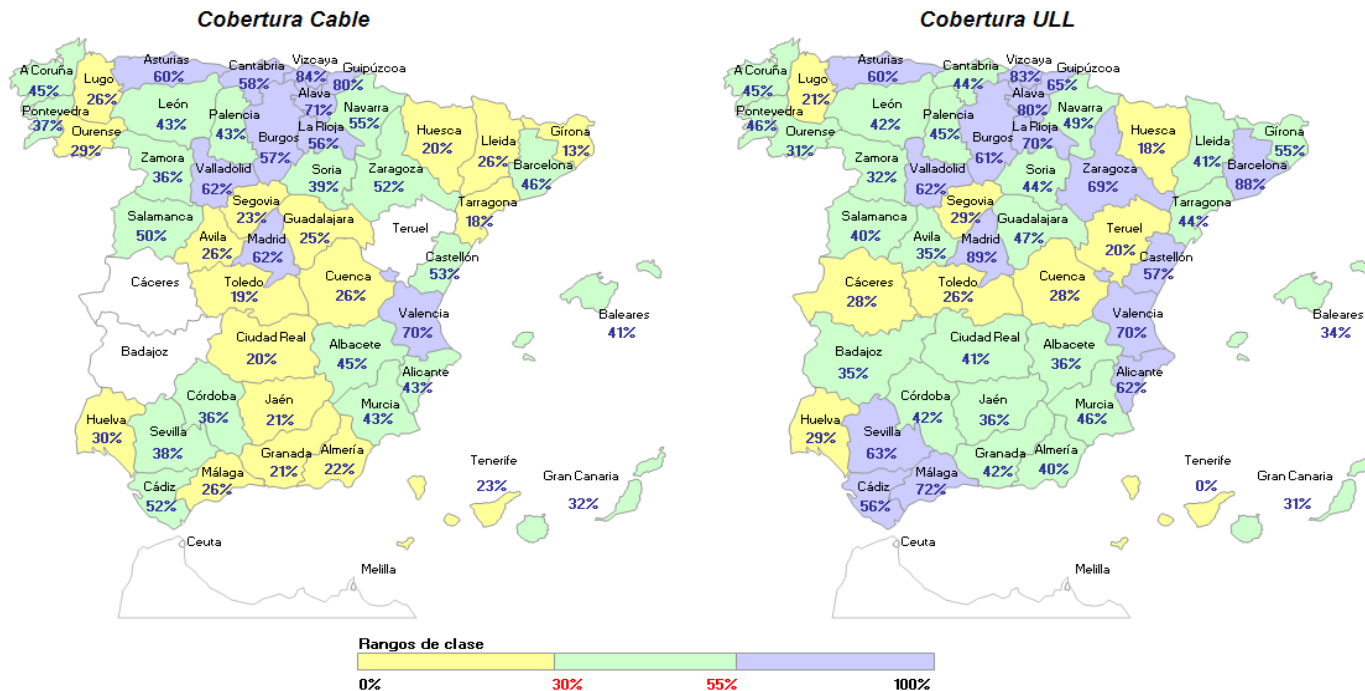 Cobertura Cable
A Coruña
45%
Lugo
26%
Asturias
60%
Cantábria
58%
Vizcaya
84%
Guipúzcoa
80%
Alava
71%
Navarra
55%
Pontevedra
37%
Ourense
29%
León
43%
Palencia
43%
Burgos
57%
La Rioja
56%
Huesca
20%
Lleida
26%
Girona
13%
Zamora
36%
Valladolid
62%
Soria
39%
Zaragoza
52%
Barcelona
46%
Segovia
23%
Tarragona
18%
Salamanca
50%
Avila
26%
Madrid
62%
Guadalajara
25%
Teruel
Castellón
53%
Cáceres
Toledo
19%
Cuenca
26%
Valencia
70%
Baleares
41%
Badajoz
Ciudad Real
20%
Albacete
45%
Alicante
43%
Huelva
30%
Córdoba
36%
Jaén
21%
Murcia
43%
Sevilla
38%
Málaga
26%
Granada
21%
Almería
22%
Cádiz
52%
Tenerife
23%
Gran Canaria
32%
Ceuta
Melilla
Cobertura ULL
A Coruña
45%
Lugo
21%
Asturias
60%
Cantábria
44%
Vizcaya
83%
Guipúzcoa
65%
Alava
80%
Navarra
49%
Pontevedra
46%
Ourense
31%
León
42%
Palencia
45%
Burgos
61%
La Rioja
70%
Huesca
18%
Lleida
41%
Girona
55%
Zamora
32%
Valladolid
62%
Soria
44%
Zaragoza
69%
Barcelona
88%
Segovia
29%
Tarragona
44%
Salamanca
40%
Avila
35%
Madrid
89%
Guadalajara
47%
Teruel
20%
Castellón
57%
Cáceres
28%
Toledo
26%
Cuenca
28%
Valencia
70%
Baleares
34%
Badajoz
35%
Ciudad Real
41%
Albacete
36%
Alicante
62%
Huelva
29%
Córdoba
42%
Jaén
36%
Murcia
46%
Sevilla
63%
Málaga
72%
Granada
42%
Almería
40%
Cádiz
56%
Tenerife
0%
Gran Canaria
31%
Ceuta
Melilla
Rangos de clase
0% 30% 55% 100%